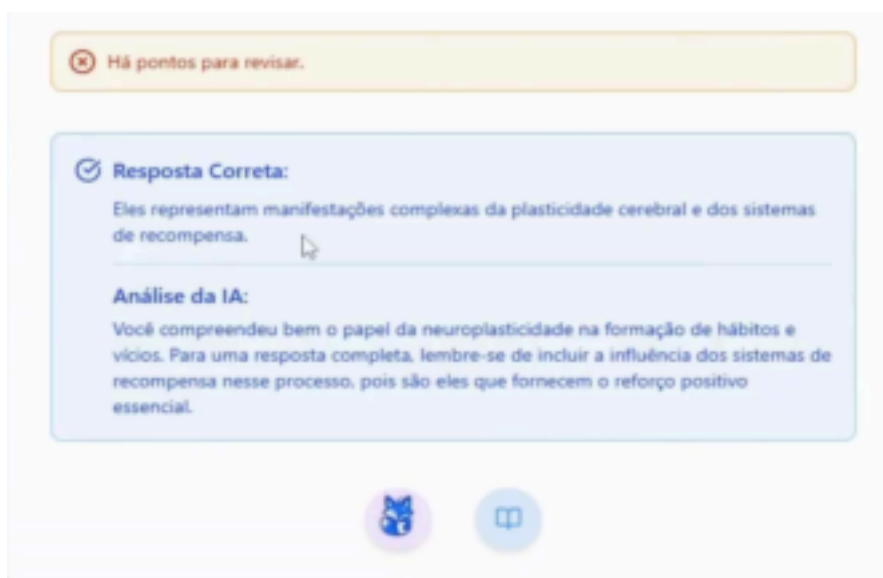 Há pontos para revisar.
Resposta Correta:
Eles representam manifestações complexas da plasticidade cerebral e dos sistemas
de recompensa.
Análise da IA:
Você compreendeu bem o papel da neuroplasticidade na formação de hábitos e
vícios. Para uma resposta completa, lembre-se de incluir a influência dos sistemas de
recompensa nesse processo, pois são eles que fornecem o reforço positivo
essencial.